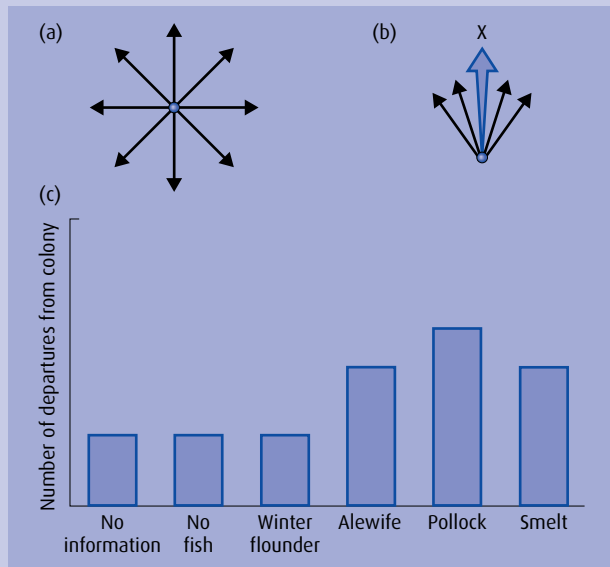 (a)
(b)
X
(c)
Number of departures from colony
No
information
No
fish
Winter
flounder
Alewife
Pollock
Smelt